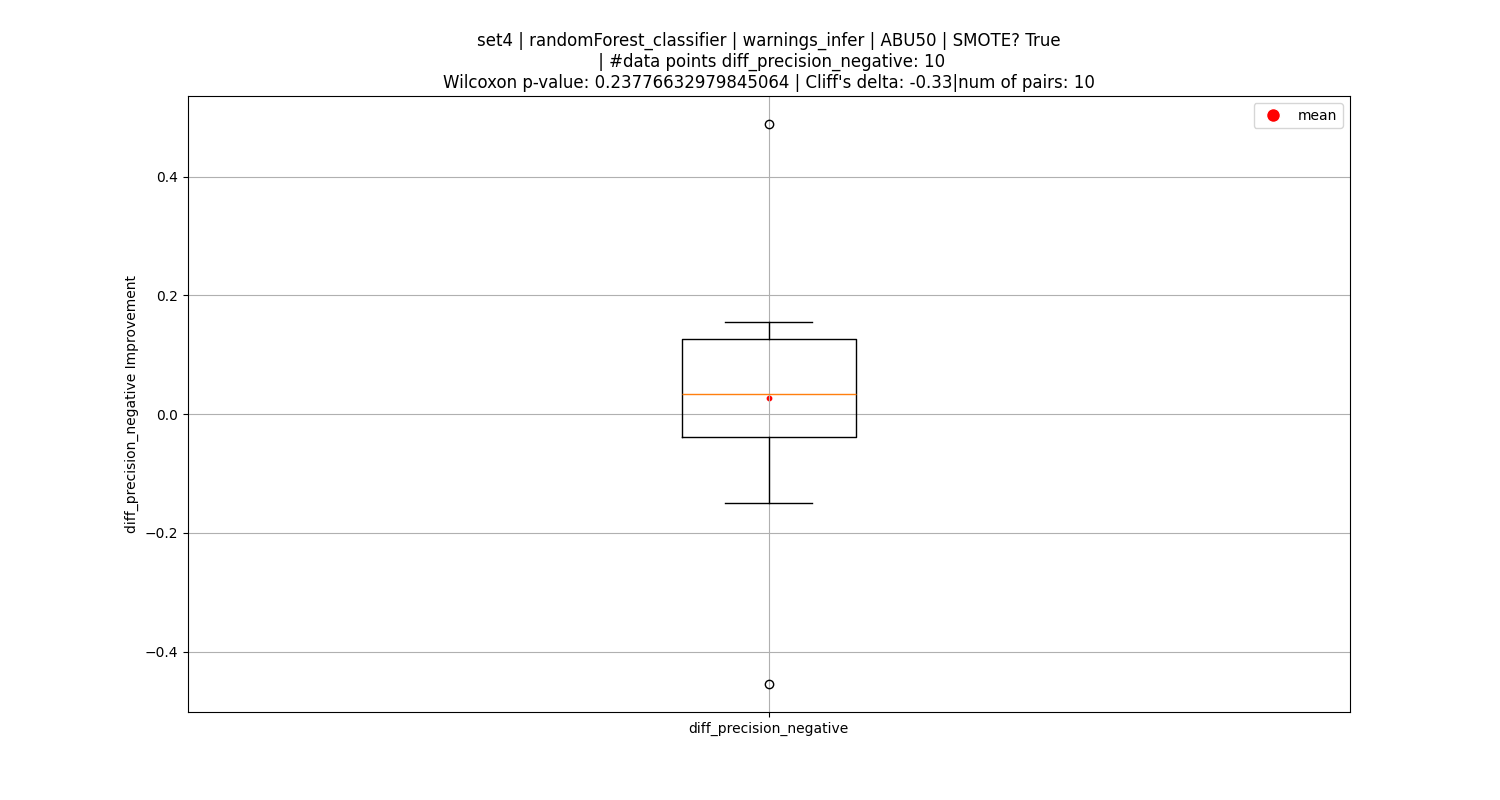 set4 | randomForest_classifier | warnings_infer | ABU50 | SMOTE? True
| #data points diff_precision_negative: 10
Wilcoxon p-value: 0.23776632979845064 | Cliff's delta: -0.33|num of pairs: 10
mean
0.4
0.2
0.0
−0.2
−0.4
diff_precision_negative Improvement
diff_precision_negative